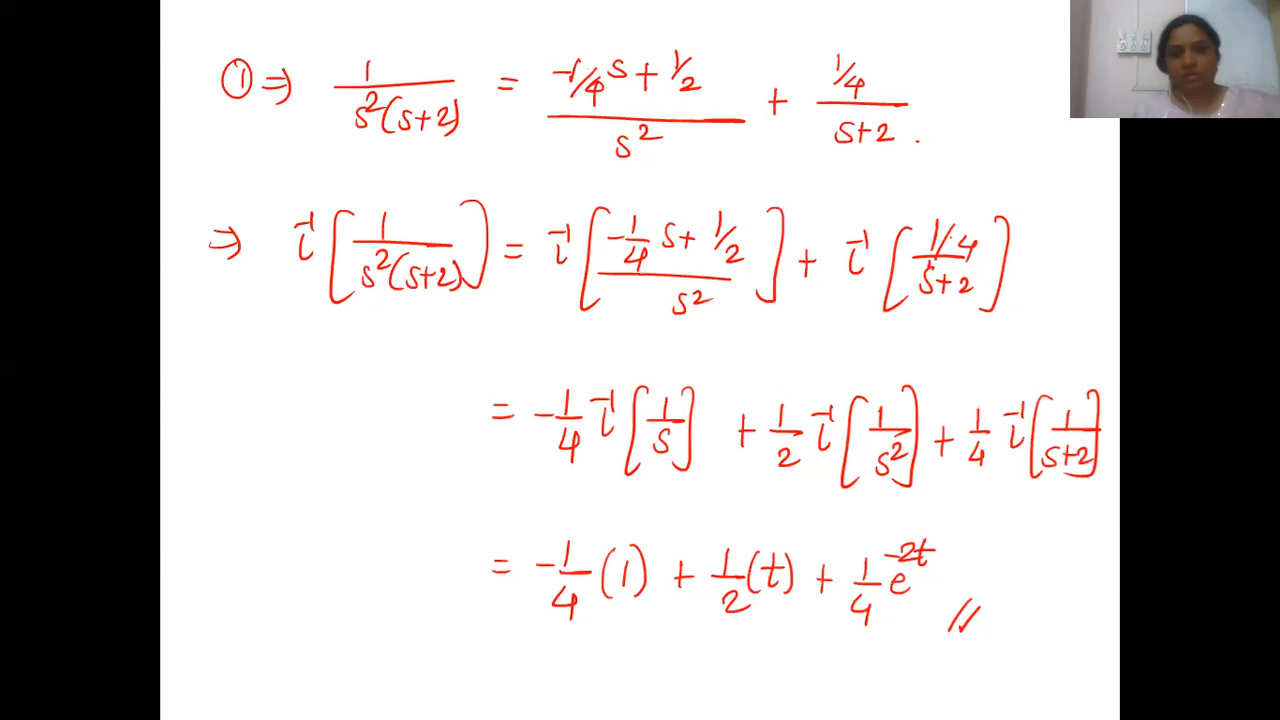 ① ⇒ 1/(s²(s+2)) = (-1/4 s + 1/2)/s² + (1/4)/(s+2) .
⇒ L⁻¹[1/(s²(s+2))] = L⁻¹[(-1/4 s + 1/2)/s²] + L⁻¹[(1/4)/(s+2)]
= -1/4 L⁻¹[1/s] + 1/2 L⁻¹[1/s²] + 1/4 L⁻¹[1/(s+2)]
= -1/4 (1) + 1/2 (t) + 1/4 e^(-2t) //